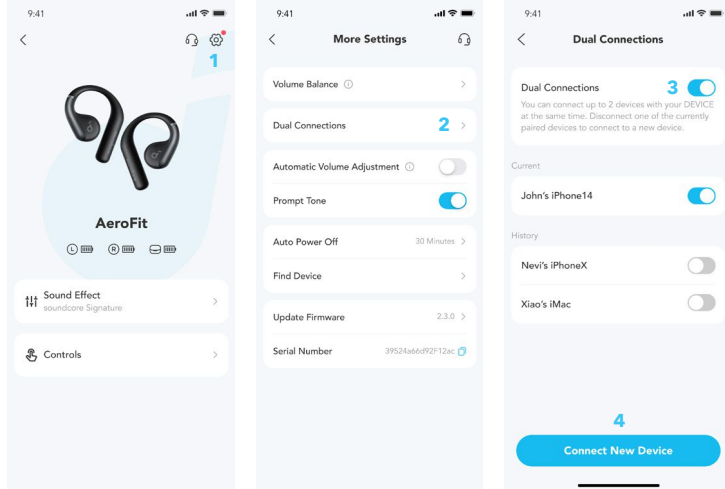 9:41
1
AeroFit
L
R
Sound Effect
soundcore Signature
Controls
9:41
More Settings
Volume Balance
Dual Connections
2
Automatic Volume Adjustment
Prompt Tone
Auto Power Off
30 Minutes
Find Device
Update Firmware
2.3.0
Serial Number
39524a66d92F12ac
9:41
Dual Connections
Dual Connections
3
You can connect up to 2 devices with your DEVICE
at the same time. Disconnect one of the currently
paired devices to connect to a new device.
Current
John's iPhone14
History
Nevi's iPhoneX
Xiao's iMac
4
Connect New Device